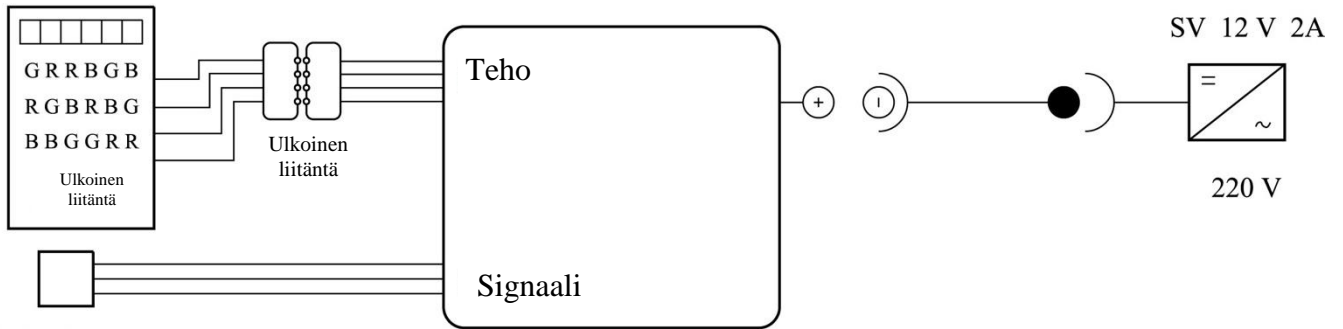 SV 12 V 2A
GRRBGB
RGBRBG
BBGGRR
Ulkoinen
liitäntä
Ulkoinen
liitäntä
Teho
Signaali
+
−
=
~
220 V